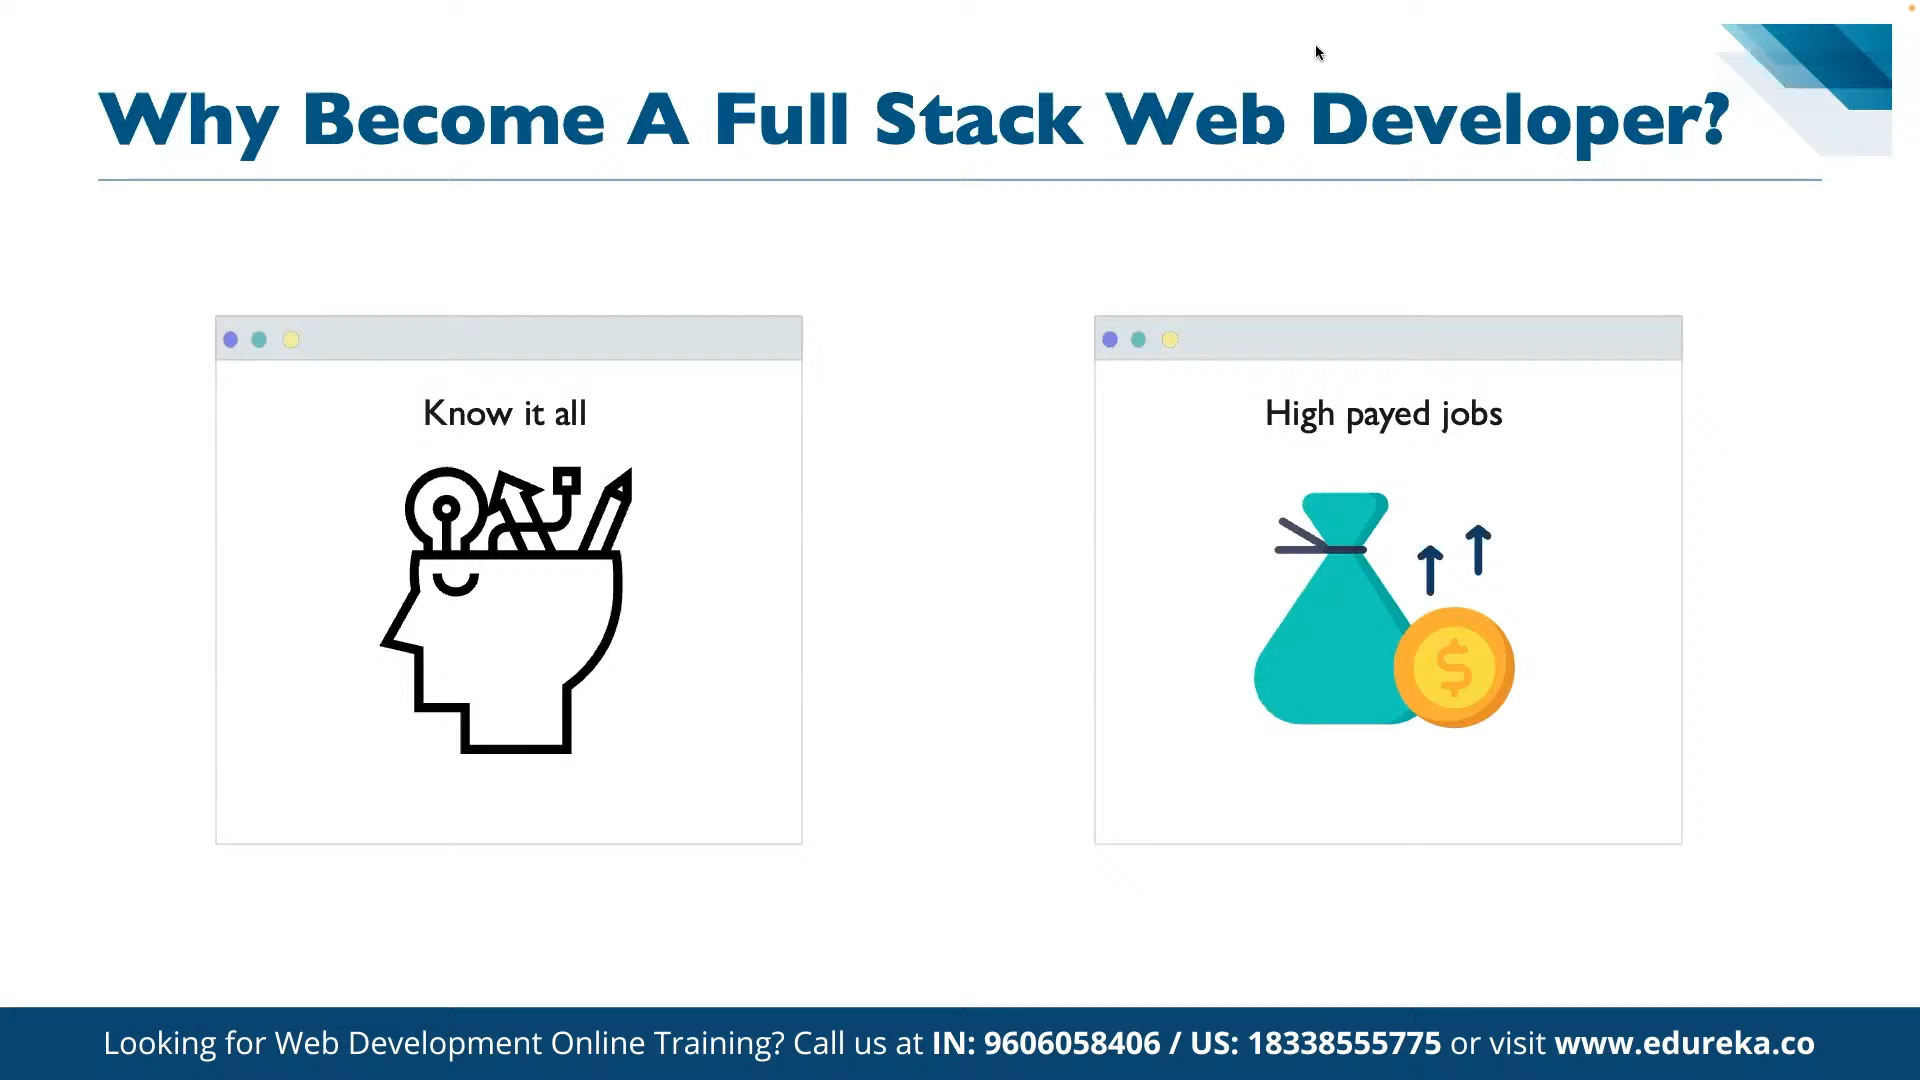 Why Become A Full Stack Web Developer?
Know it all
High payed jobs
$
Looking for Web Development Online Training? Call us at IN: 9606058406 / US: 18338555775 or visit www.edureka.co